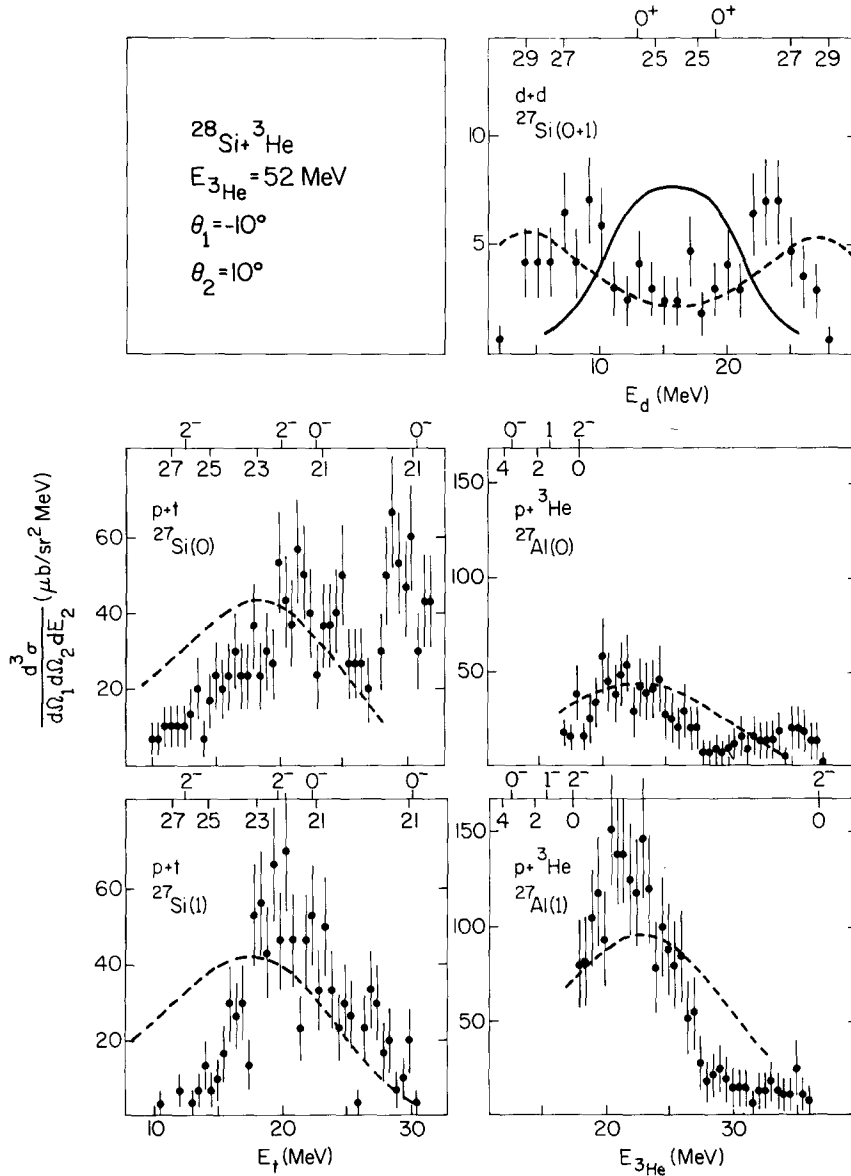 ²⁸Si+³He
E₃He = 52 MeV
θ₁=-10°
θ₂=10°
0⁺ 0⁺
29 27 25 25 27 29
d+d
²⁷Si(0+1)
10
5
10 20
E_d (MeV)
d³σ / dΩ₁ dΩ₂ dE₂ (μb/sr² MeV)
2⁻ 2⁻ 0⁻ 0⁻
27 25 23 21 21
p+t
²⁷Si(0)
60
40
20
0⁻ 1 2⁻
4 2 0
150
p+³He
²⁷Al(0)
100
50
2⁻ 2⁻ 0⁻ 0⁻
27 25 23 21 21
p+t
²⁷Si(1)
60
40
20
10 20 30
E_t (MeV)
0⁻ 1⁻ 2⁻ 2⁻
4 2 0 0
150
p+³He
²⁷Al(1)
100
50
20 30
E₃He (MeV)